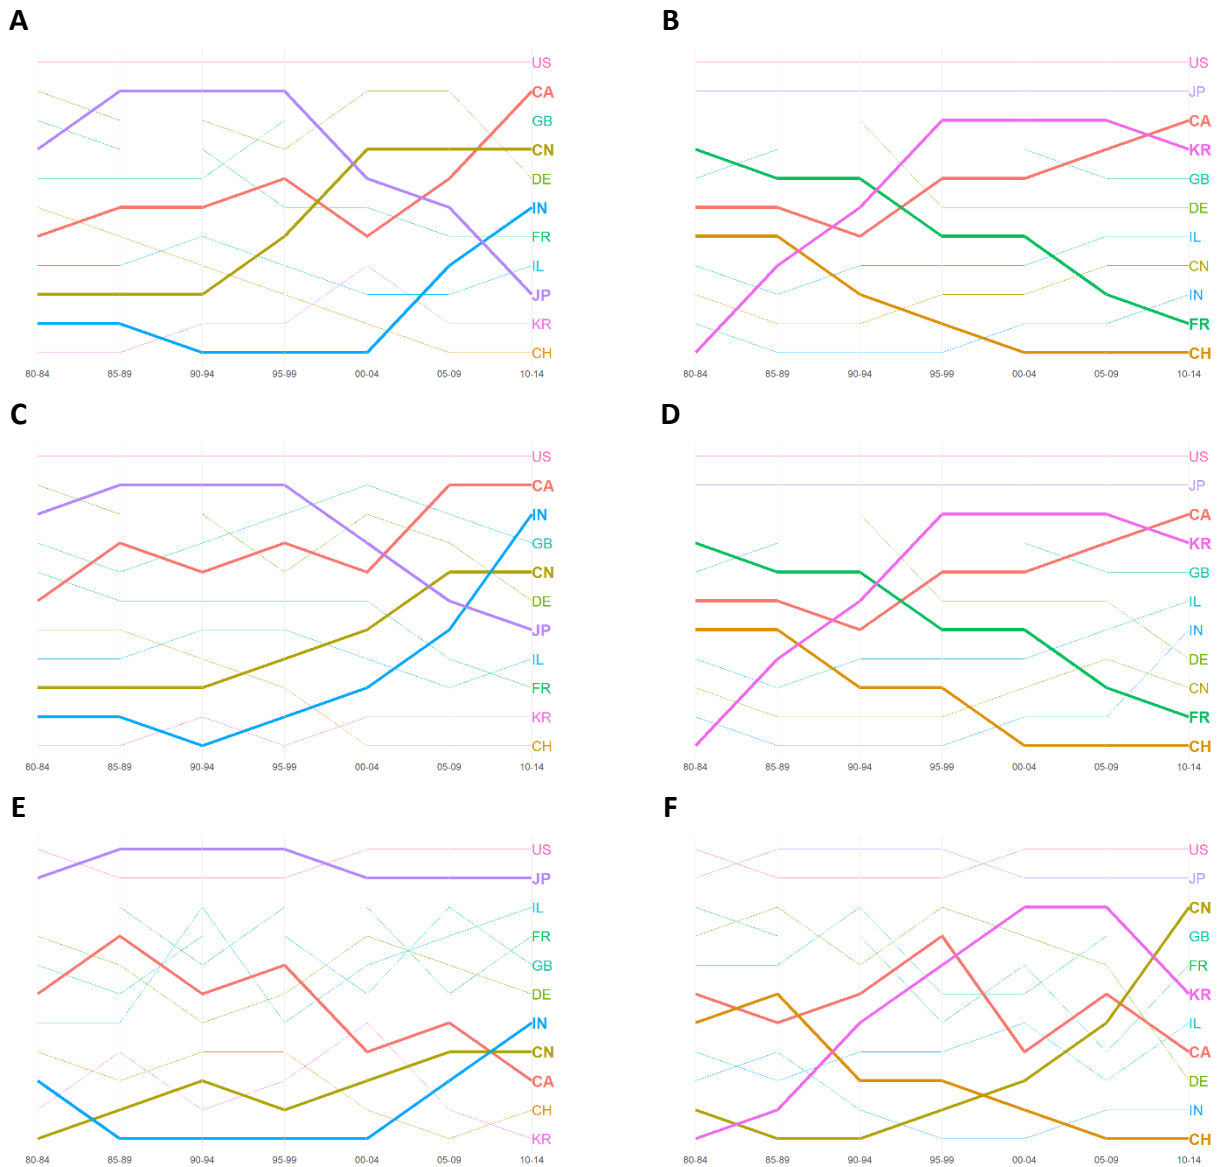 A
US
CA
GB
CN
DE
IN
FR
IL
JP
KR
CH
80-84 85-89 90-94 95-99 00-04 05-09 10-14
B
US
JP
CA
KR
GB
DE
IL
CN
IN
FR
CH
80-84 85-89 90-94 95-99 00-04 05-09 10-14
C
US
CA
IN
GB
CN
DE
JP
IL
FR
KR
CH
80-84 85-89 90-94 95-99 00-04 05-09 10-14
D
US
JP
CA
KR
GB
IL
IN
DE
CN
FR
CH
80-84 85-89 90-94 95-99 00-04 05-09 10-14
E
US
JP
IL
FR
GB
DE
IN
CN
CA
CH
KR
80-84 85-89 90-94 95-99 00-04 05-09 10-14
F
US
JP
CN
GB
FR
KR
IL
CA
DE
IN
CH
80-84 85-89 90-94 95-99 00-04 05-09 10-14